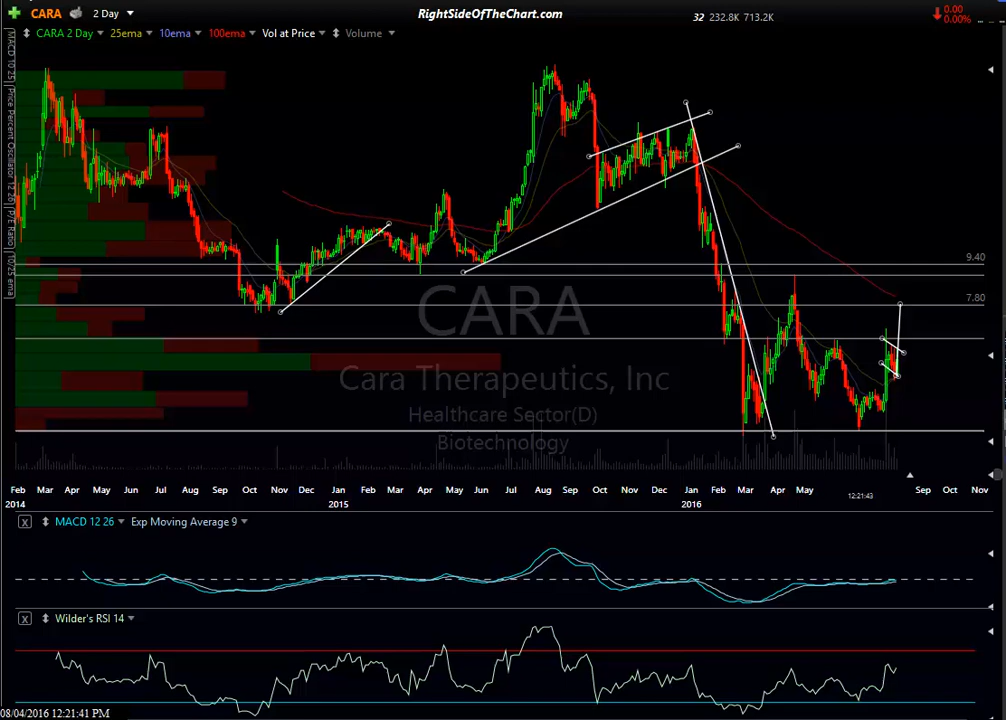 CARA 2 Day RightSideOfTheChart.com 32 232.8K 713.2K 0.00 0.00%
CARA 2 Day 25ema 10ema 100ema Vol at Price Volume
MACD 10 25 Price Percent Oscillator 12 26 P/E Ratio 10/25 ema
9.40
7.80
CARA
Cara Therapeutics, Inc
Healthcare Sector(D)
Biotechnology
Feb Mar Apr May Jun Jul Aug Sep Oct Nov Dec Jan Feb Mar Apr May Jun Jul Aug Sep Oct Nov Dec Jan Feb Mar Apr May 12:21:43 Sep Oct Nov
2014 2015 2016
X MACD 12 26 Exp Moving Average 9
X Wilder's RSI 14
08/04/2016 12:21:41 PM